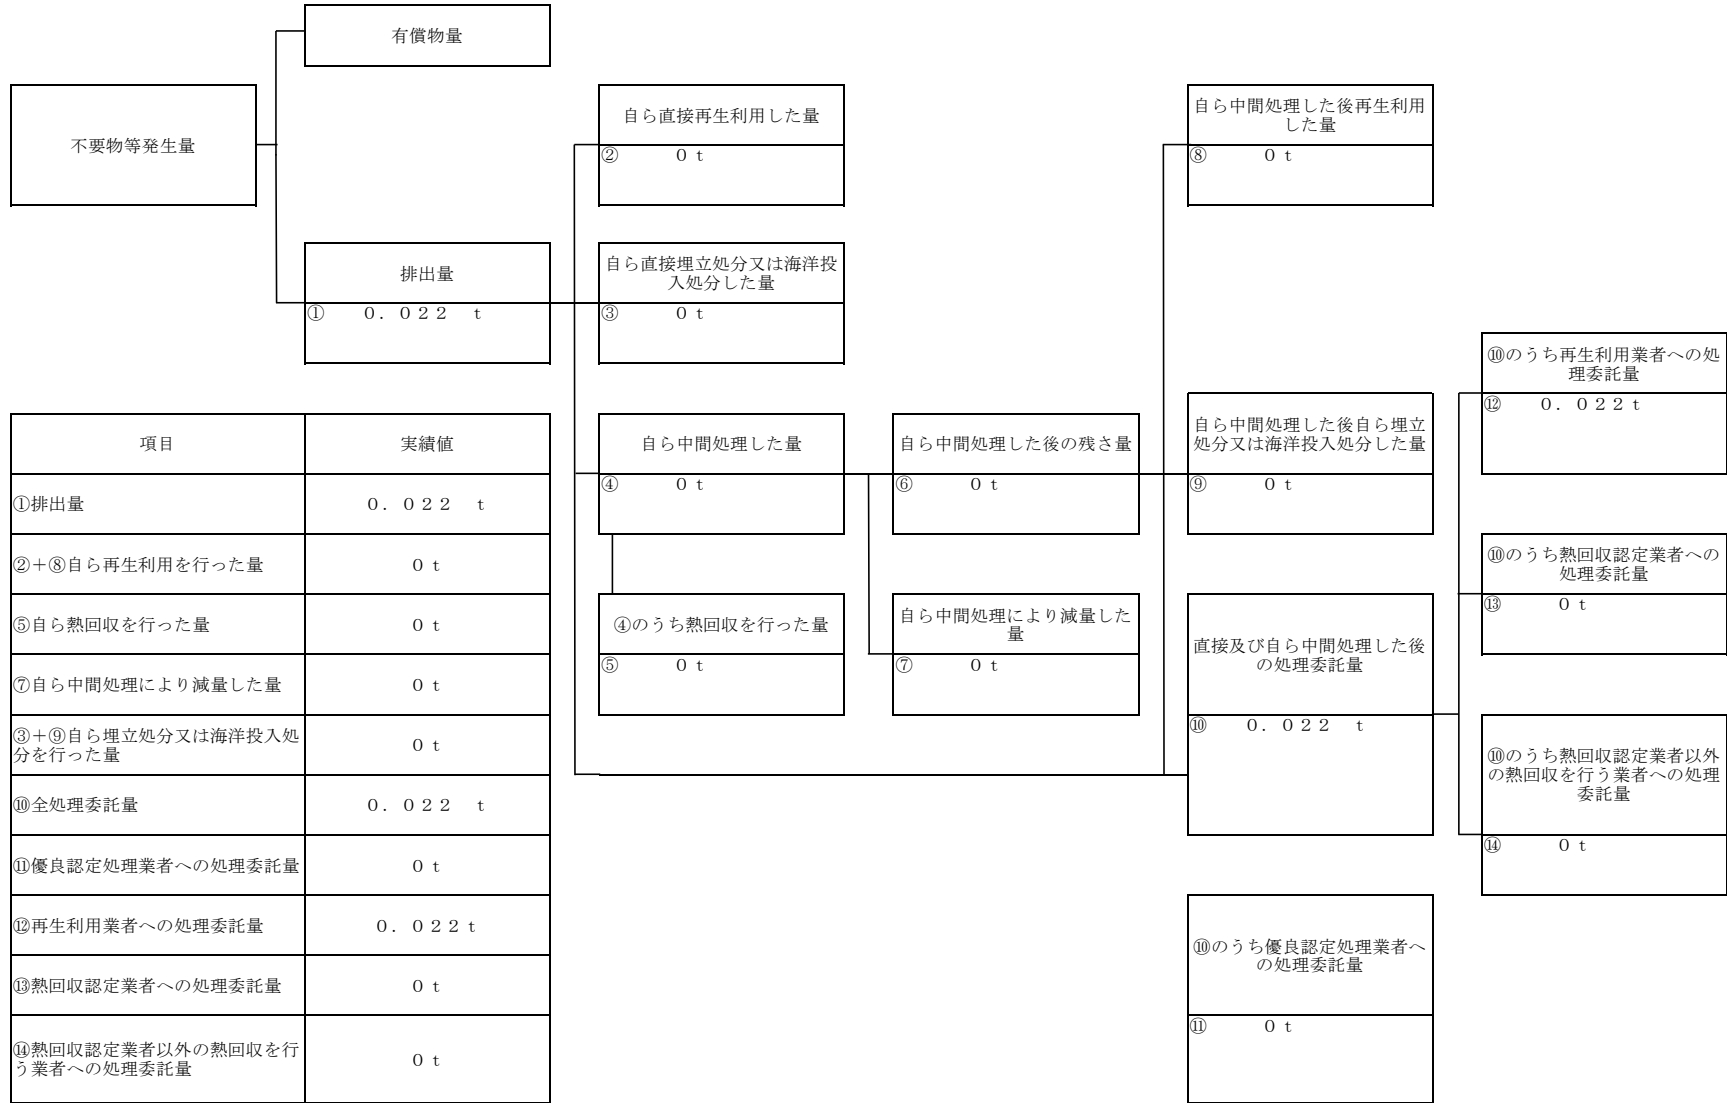 有償物量
不要物等発生量
自ら直接再生利用した量
② ０ｔ
自ら中間処理した後再生利用
した量
⑧ ０ｔ
排出量
① ０．０２２ ｔ
自ら直接埋立処分又は海洋投
入処分した量
③ ０ｔ
⑩のうち再生利用業者への処
理委託量
⑫ ０．０２２ｔ
自ら中間処理した量
④ ０ｔ
自ら中間処理した後の残さ量
⑥ ０ｔ
自ら中間処理した後自ら埋立
処分又は海洋投入処分した量
⑨ ０ｔ
⑩のうち熱回収認定業者への
処理委託量
⑬ ０ｔ
④のうち熱回収を行った量
⑤ ０ｔ
自ら中間処理により減量した
量
⑦ ０ｔ
直接及び自ら中間処理した後
の処理委託量
⑩ ０．０２２ ｔ
⑩のうち熱回収認定業者以外
の熱回収を行う業者への処理
委託量
⑭ ０ｔ
⑩のうち優良認定処理業者へ
の処理委託量
⑪ ０ｔ
項目 実績値
①排出量 ０．０２２ ｔ
②＋⑧自ら再生利用を行った量 ０ｔ
⑤自ら熱回収を行った量 ０ｔ
⑦自ら中間処理により減量した量 ０ｔ
③＋⑨自ら埋立処分又は海洋投入処
分を行った量 ０ｔ
⑩全処理委託量 ０．０２２ ｔ
⑪優良認定処理業者への処理委託量 ０ｔ
⑫再生利用業者への処理委託量 ０．０２２ｔ
⑬熱回収認定業者への処理委託量 ０ｔ
⑭熱回収認定業者以外の熱回収を行
う業者への処理委託量 ０ｔ